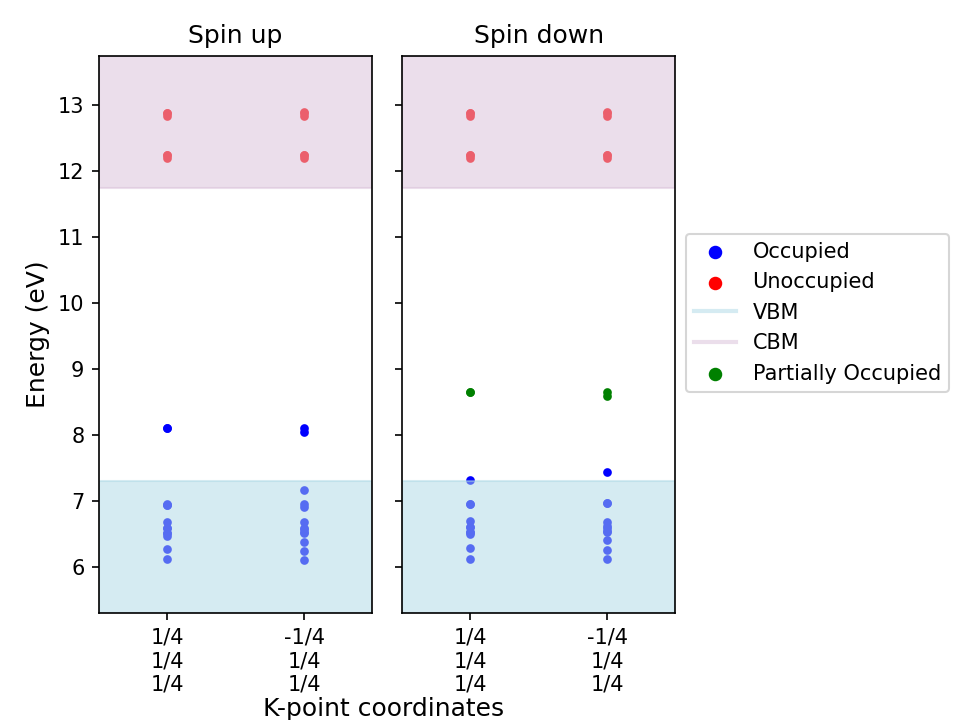 Spin up
Spin down
13
12
11
10
9
8
7
6
Energy (eV)
1/4
1/4
1/4
-1/4
1/4
1/4
1/4
1/4
1/4
-1/4
1/4
1/4
K-point coordinates
Occupied
Unoccupied
VBM
CBM
Partially Occupied